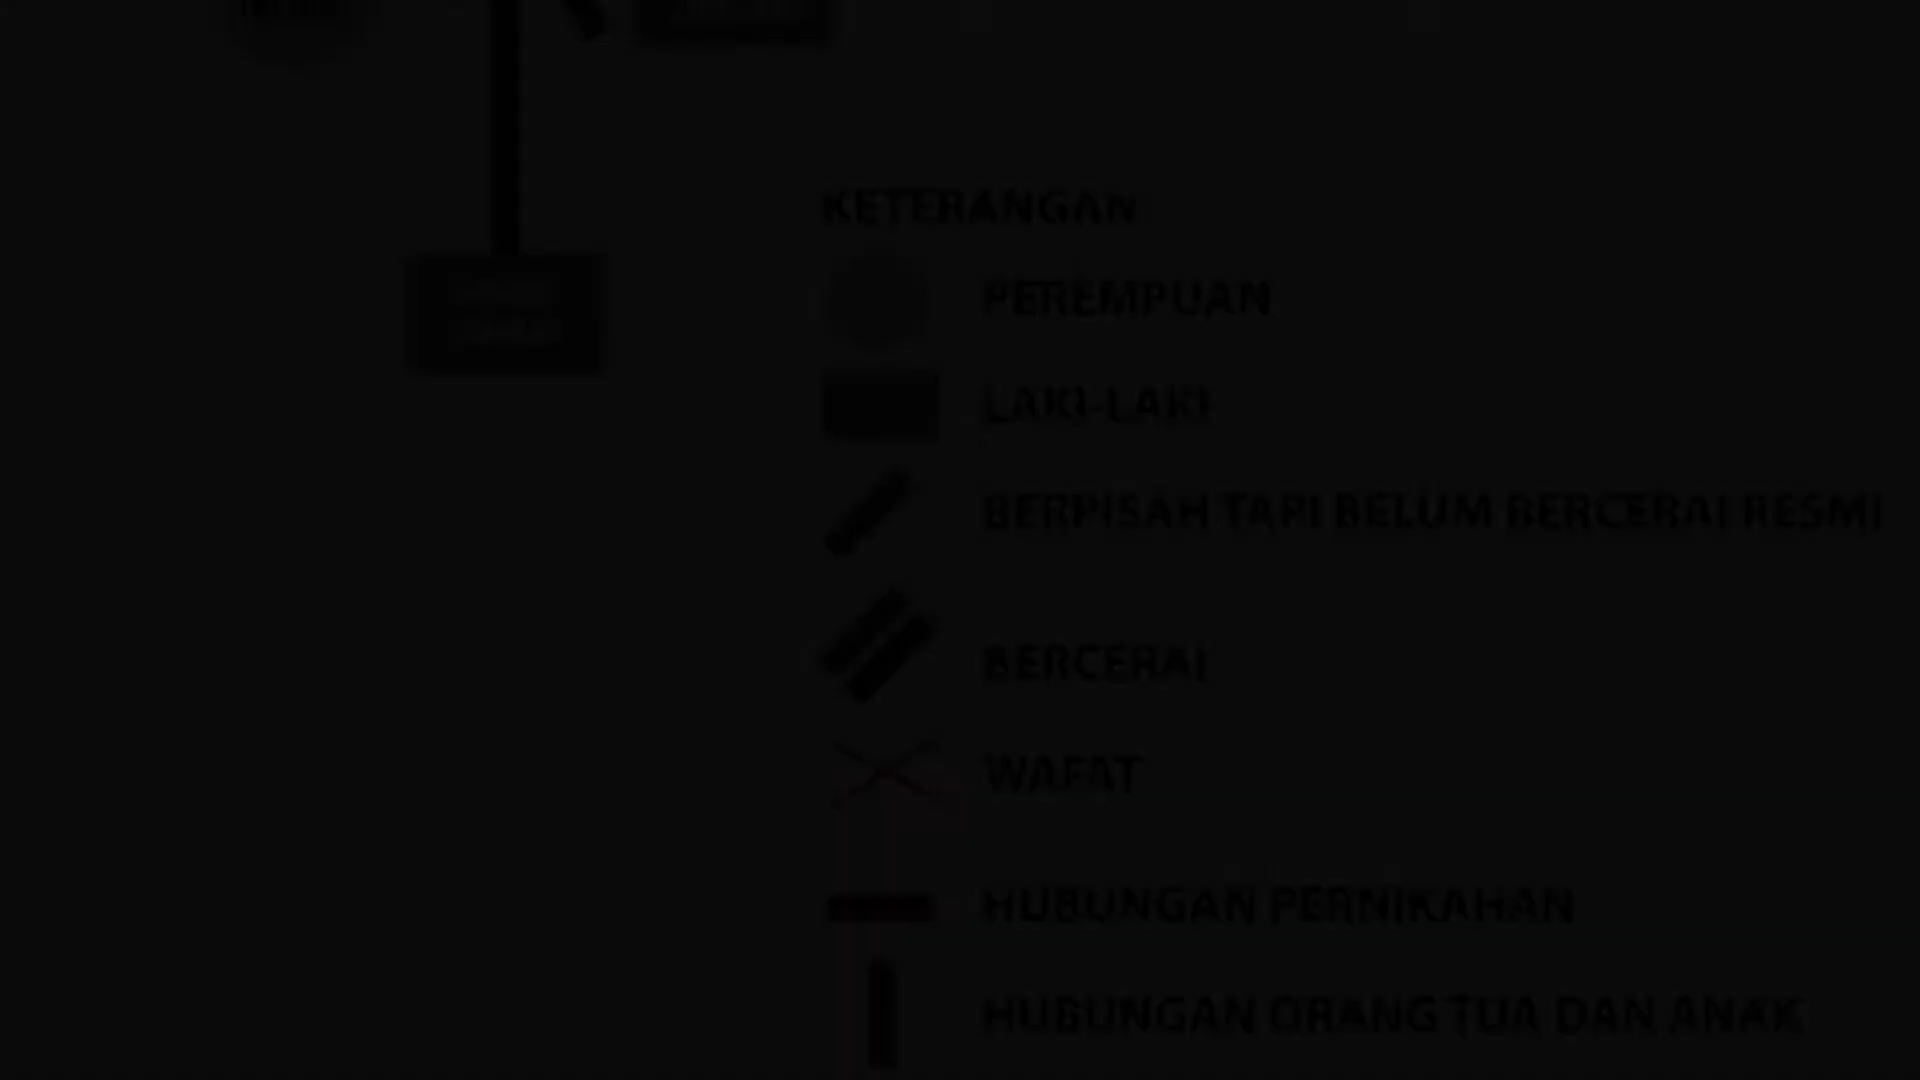 KETERANGAN
PEREMPUAN
LAKI-LAKI
BERPISAH TAPI BELUM BERCERAI RESMI
BERCERAI
WAFAT
HUBUNGAN PERNIKAHAN
HUBUNGAN ORANG TUA DAN ANAK